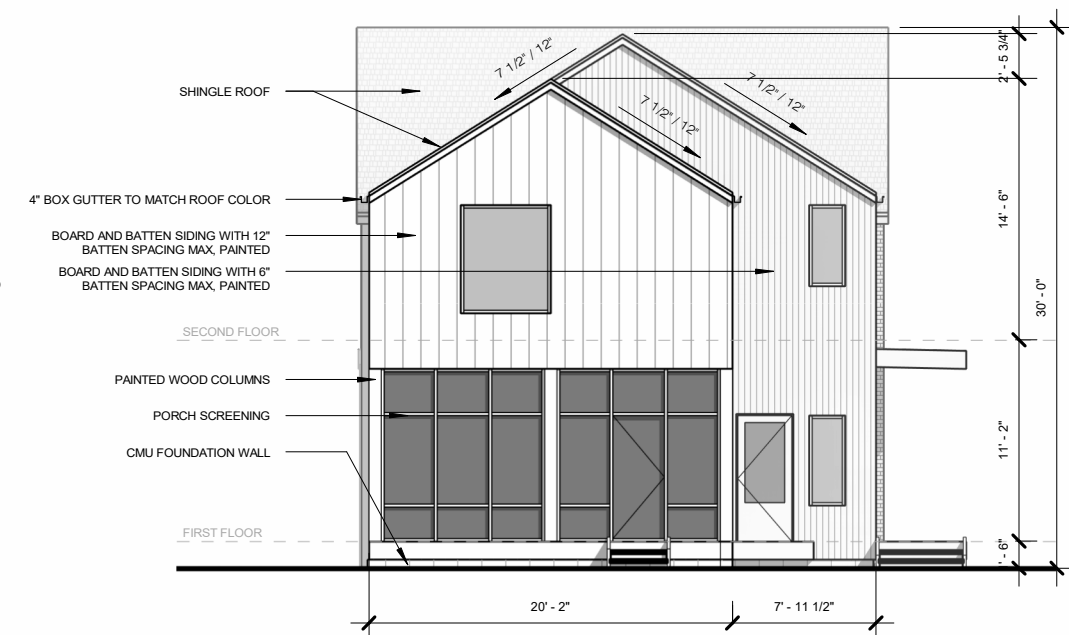 7 1/2" / 12"
7 1/2" / 12"
7 1/2" / 12"
SHINGLE ROOF
4" BOX GUTTER TO MATCH ROOF COLOR
BOARD AND BATTEN SIDING WITH 12"
BATTEN SPACING MAX, PAINTED
BOARD AND BATTEN SIDING WITH 6"
BATTEN SPACING MAX, PAINTED
SECOND FLOOR
PAINTED WOOD COLUMNS
PORCH SCREENING
CMU FOUNDATION WALL
FIRST FLOOR
2' - 5 3/4"
14' - 6"
30' - 0"
11' - 2"
' - 6"
20' - 2"
7' - 11 1/2"